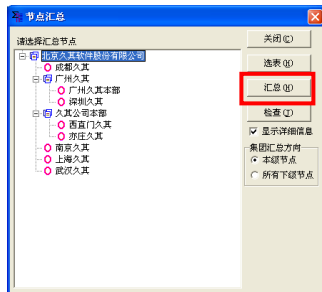 节点汇总
请选择汇总节点
北京久其软件股份有限公司
成都久其
广州久其
广州久其本部
深圳久其
久其公司本部
西直门久其
亦庄久其
南京久其
上海久其
武汉久其
关闭(C)
选表(X)
汇总(H)
检查(J)
显示详细信息
集团汇总方向
本级节点
所有下级节点